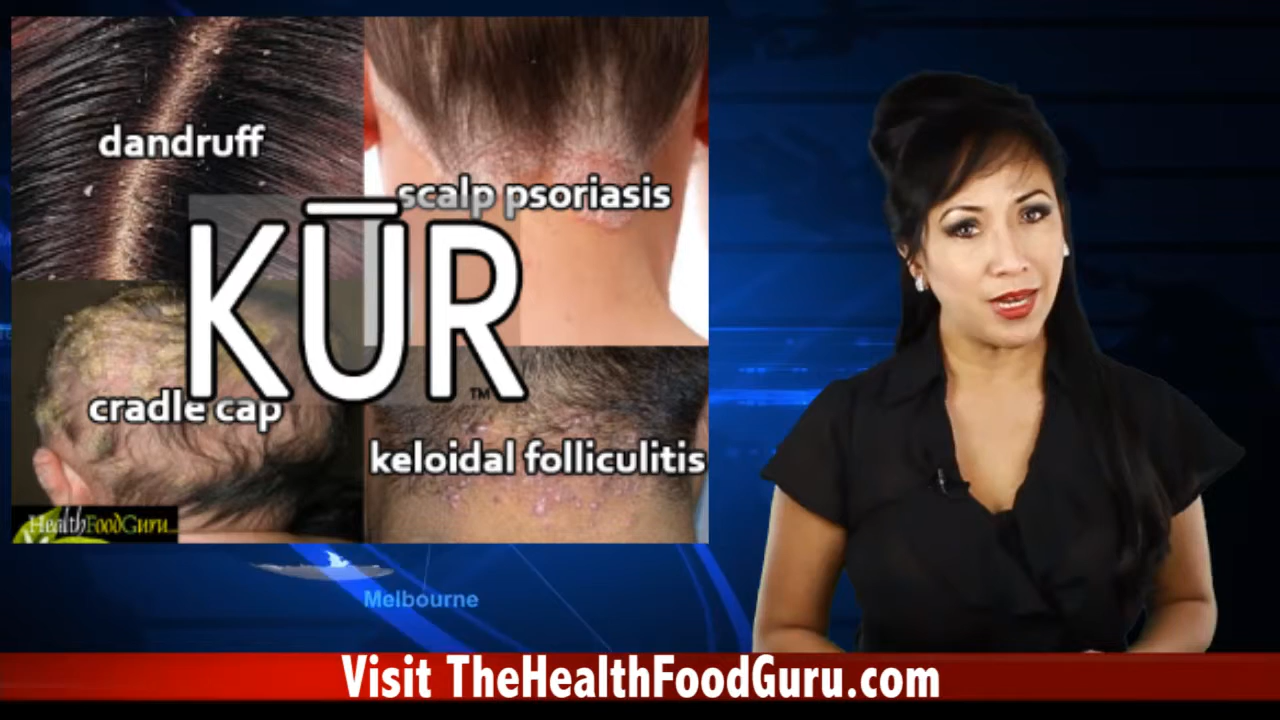 dandruff
scalp psoriasis
KŪR
™
cradle cap
keloidal folliculitis
HealthFoodGuru
Melbourne
Visit TheHealthFoodGuru.com